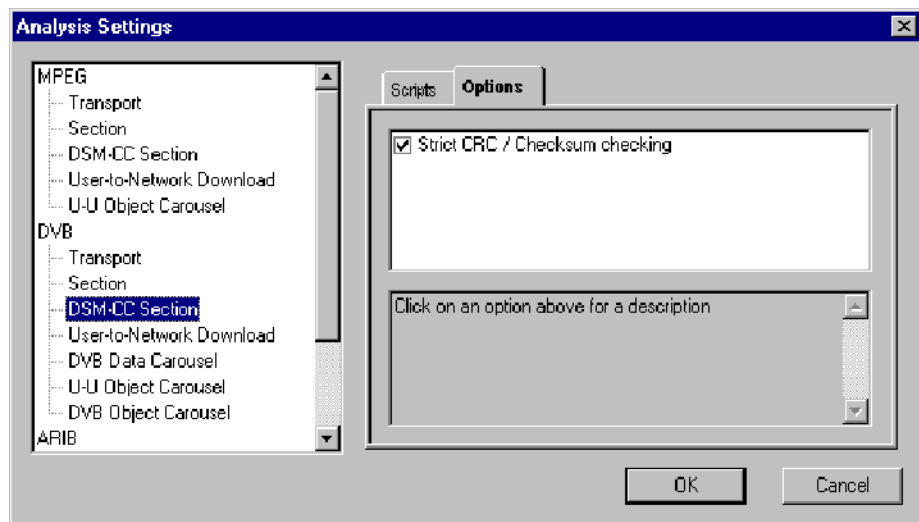 Analysis Settings
MPEG
Transport
Section
DSM-CC Section
User-to-Network Download
U-U Object Carousel
DVB
Transport
Section
DSM-CC Section
User-to-Network Download
DVB Data Carousel
U-U Object Carousel
DVB Object Carousel
ARIB
Scripts Options
Strict CRC / Checksum checking
Click on an option above for a description
OK Cancel